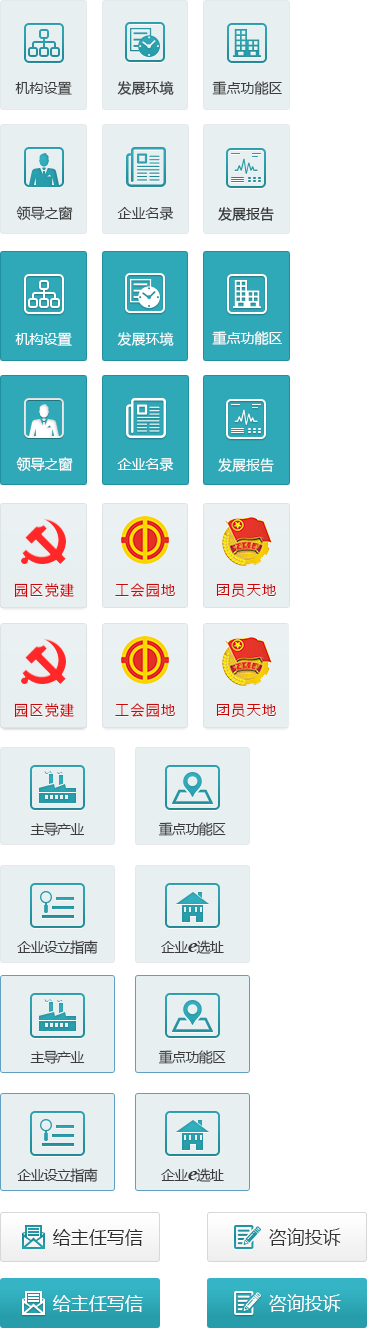 机构设置 发展环境 重点功能区
领导之窗 企业名录 发展报告
机构设置 发展环境 重点功能区
领导之窗 企业名录 发展报告
园区党建 工会园地 团员天地
园区党建 工会园地 团员天地
主导产业 重点功能区
企业设立指南 企业e选址
主导产业 重点功能区
企业设立指南 企业e选址
给主任写信 咨询投诉
给主任写信 咨询投诉